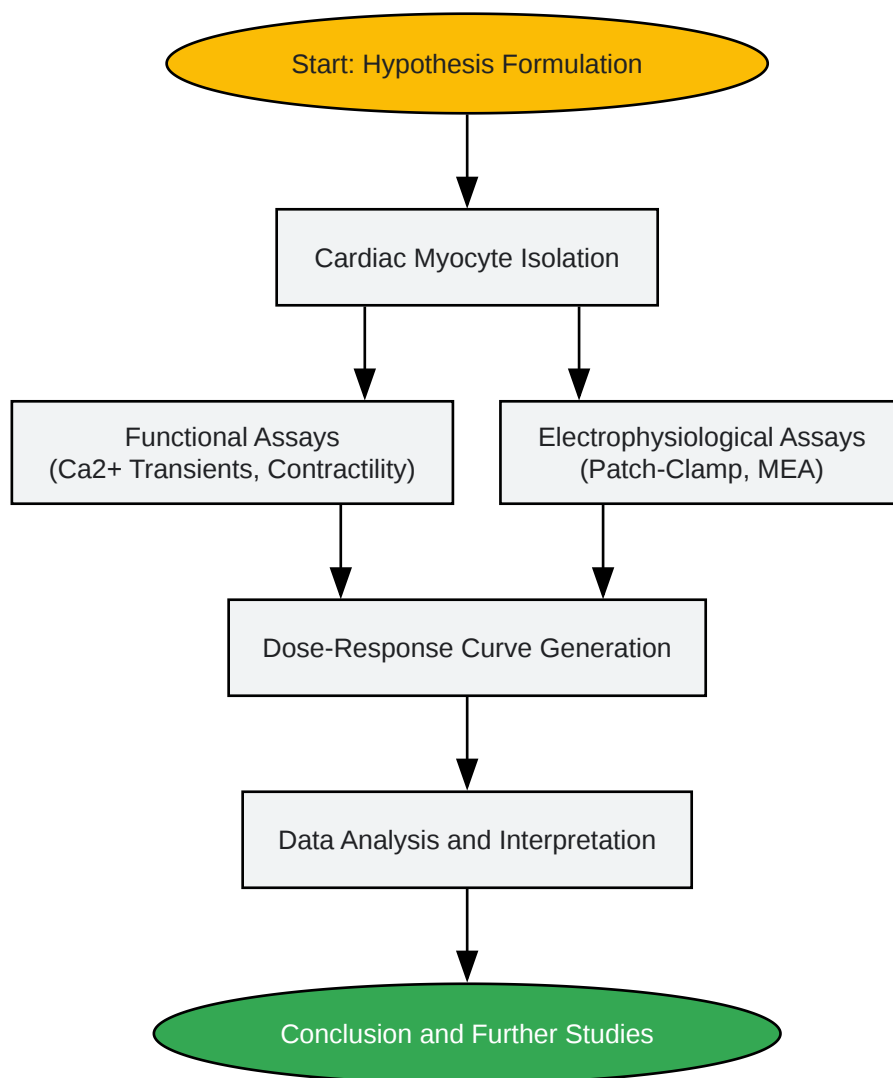 Start: Hypothesis Formulation
Cardiac Myocyte Isolation
Functional Assays
(Ca2+ Transients, Contractility)
Electrophysiological Assays
(Patch-Clamp, MEA)
Dose-Response Curve Generation
Data Analysis and Interpretation
Conclusion and Further Studies